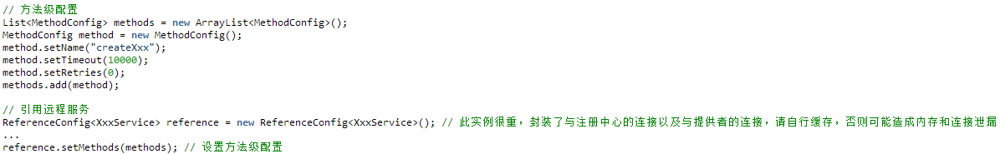 // 方法级配置
List<MethodConfig> methods = new ArrayList<MethodConfig>();
MethodConfig method = new MethodConfig();
method.setName("createXxx");
method.setTimeout(10000);
method.setRetries(0);
methods.add(method);
// 引用远程服务
ReferenceConfig<XxxService> reference = new ReferenceConfig<XxxService>(); // 此实例很重，封装了与注册中心的连接以及与提供者的连接，请自行缓存，否则可能造成内存和连接泄漏
...
reference.setMethods(methods); // 设置方法级配置